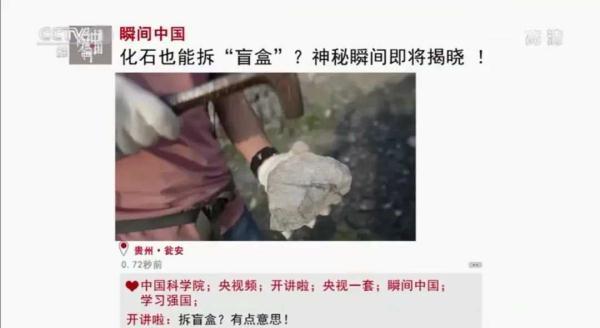 CCTV
瞬间中国
化石也能拆“盲盒”？神秘瞬间即将揭晓 ！
高清
贵州·瓮安
0.72秒前
中国科学院；央视频；开讲啦；央视一套；瞬间中国；
学习强国；
开讲啦：拆盲盒？有点意思！